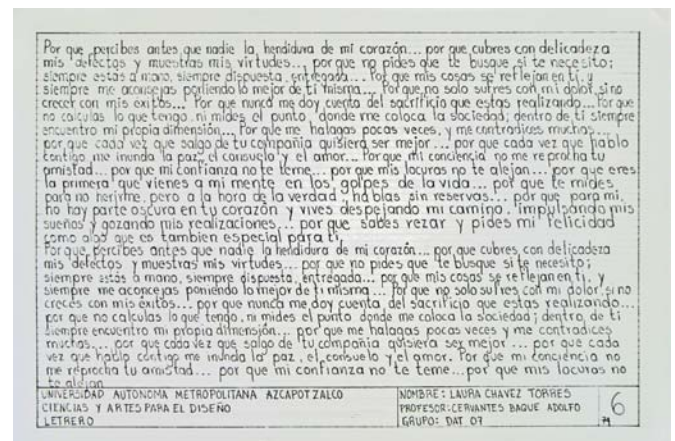 Por que percibes antes que nadie la hendidura de mi corazón... por que cubres con delicadeza
mis defectos y muestras mis virtudes... porque no pides que te busque si te necesito;
siempre estás a mano, siempre dispuesta, entregada... Por que mis cosas se reflejan en ti, y
siempre me aconsejas poniendo lo mejor de ti misma... Por que no solo sufres con mi dolor, sino
crecer con mis éxitos... Por que nunca me doy cuenta del sacrificio que estas realizando... Por que
no calculas lo que tengo, ni mides el punto donde me coloca la sociedad; dentro de ti siempre
encuentro mi propia dimensión... Por que me halagas pocas veces, y me contradices muchas...
por que cada vez que salgo de tu compañia quisiera ser mejor... por que cada vez que hablo
contigo me inunda la paz, el consuelo y el amor... Por que mi conciencia no me reprocha tu
amistad... por que mi confianza no te teme... por que mis locuras no te alejan... por que eres
la primera que vienes a mi mente en los golpes de la vida... por que te mides
para no herirme, pero a la hora de la verdad, hablas sin reservas... por que para mi,
no hay parte oscura en tu corazón y vives despejando mi camino, impulsando mis
sueños y gozando mis realizaciones... por que sabes rezar y pides mi felicidad
como algo que es tambien especial para ti.
Por que percibes antes que nadie la hendidura de mi corazón... por que cubres con delicadeza
mis defectos y muestras mis virtudes... por que no pides que te busque si te necesito;
siempre estás a mano, siempre dispuesta, entregada... por que mis cosas se reflejan en ti, y
siempre me aconcejas poniendo lo mejor de ti misma... por que no solo sufres con mi dolor, sino
creces con mis éxitos... por que nunca me doy cuenta del sacrificio que estas realizando...
por que no calculas lo que tengo, ni mides el punto donde me coloca la sociedad; dentro, de ti
siempre encuentro mi propia dimensión... por que me halagas pocas veces y me contradices
muchas... por que cada vez que salgo de tu compañia quisiera ser mejor... por que cada
vez que hablo contigo me inunda la paz, el consuelo y el amor. Por que mi conciencia no
me reprocha tu amistad... por que mi confianza no te teme... por que mis locuras no
te alejan
UNIVERSIDAD AUTONOMA METROPOLITANA AZCAPOTZALCO
CIENCIAS Y ARTES PARA EL DISEÑO
LETRERO
NOMBRE: LAURA CHAVEZ TORRES
PROFESOR: CERVANTES BAQUE ADOLFO
GRUPO: DAT 07
6